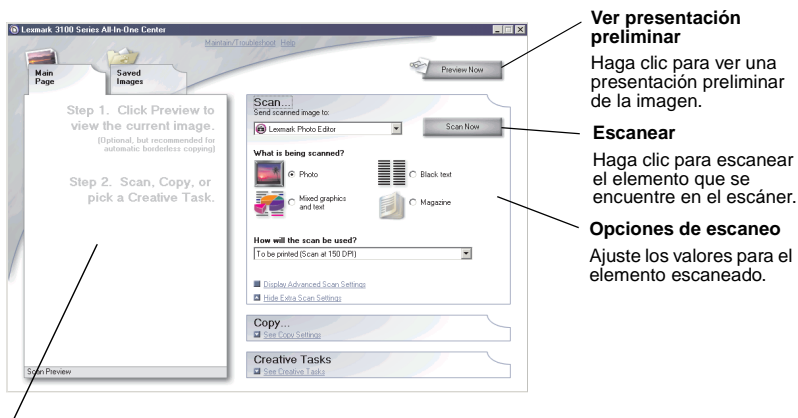 Lexmark 3100 Series All-In-One Center
Maintain/Troubleshoot Help
Main
Page
Saved
Images
Preview Now
Step 1. Click Preview to
view the current image.
[Optional, but recommended for
automatic borderless copying]
Step 2. Scan, Copy, or
pick a Creative Task.
Scan Preview
Scan...
Send scanned image to:
Lexmark Photo Editor
Scan Now
What is being scanned?
Photo
Black text
Mixed graphics
and text
Magazine
How will the scan be used?
To be printed (Scan at 150 DPI)
Display Advanced Scan Settings
Hide Extra Scan Settings
Copy...
See Copy Settings
Creative Tasks
See Creative Tasks
Ver presentación
preliminar
Haga clic para ver una
presentación preliminar
de la imagen.
Escanear
Haga clic para escanear
el elemento que se
encuentre en el escáner.
Opciones de escaneo
Ajuste los valores para el
elemento escaneado.